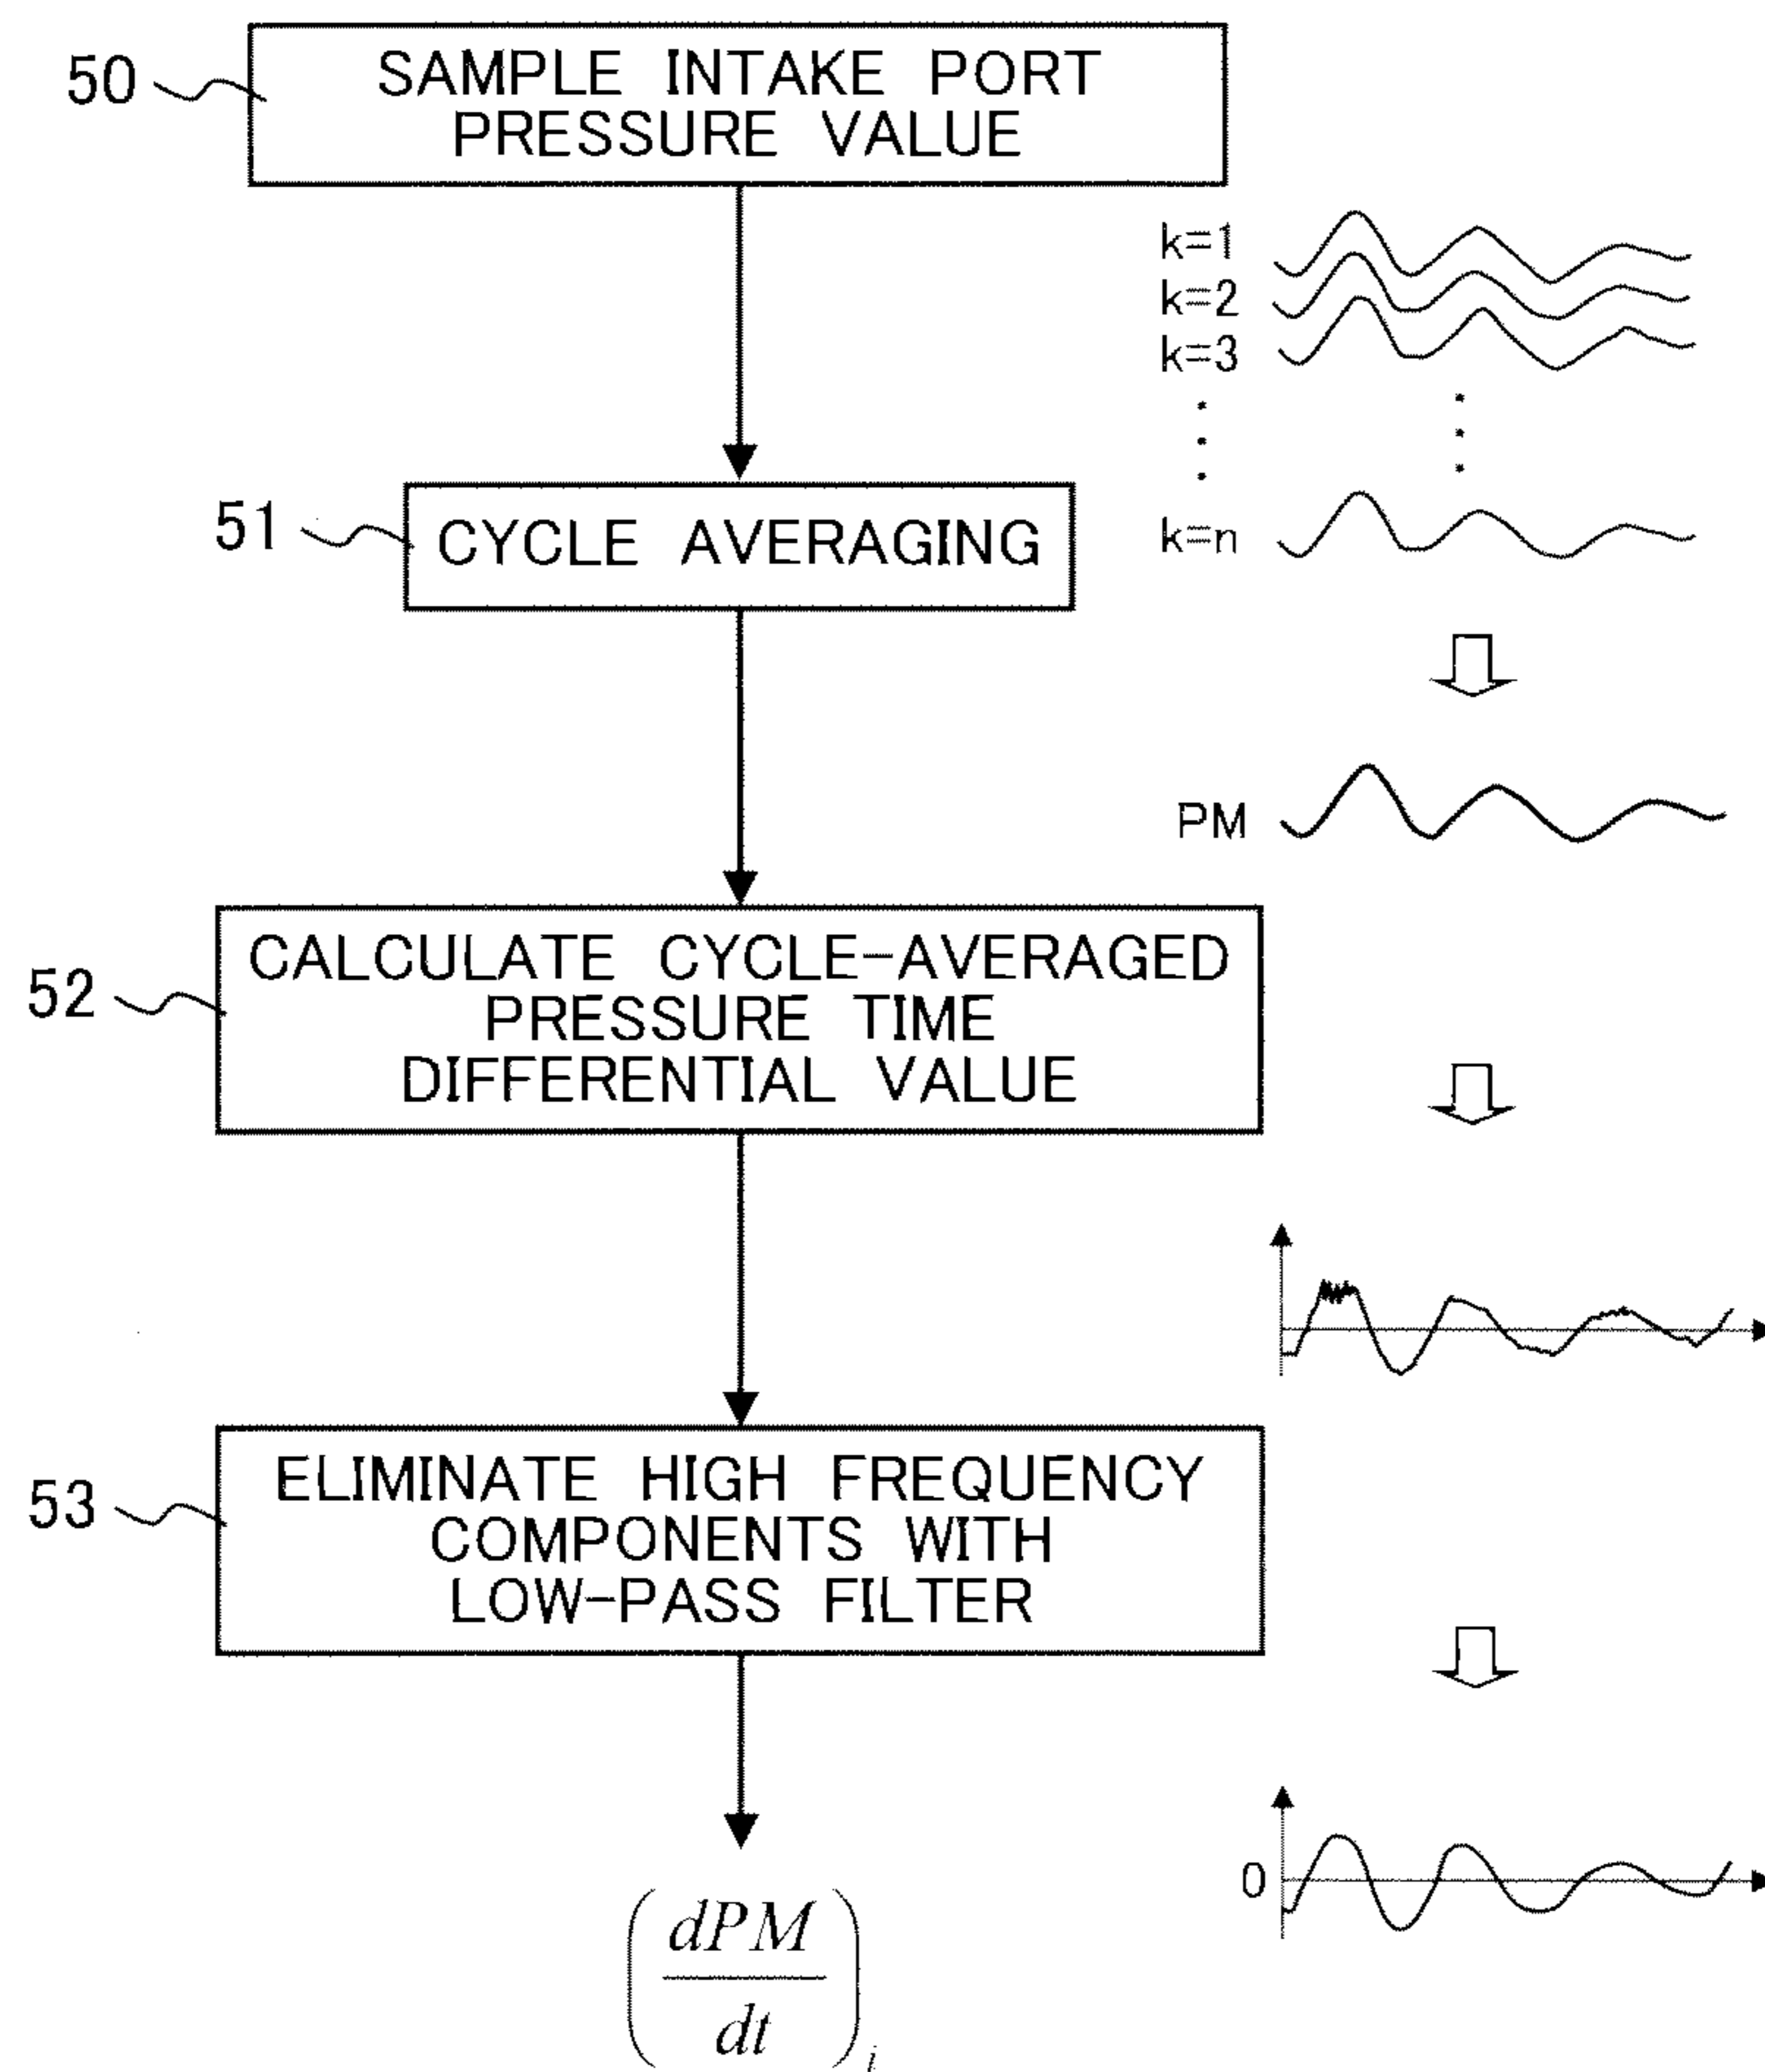 50
SAMPLE INTAKE PORT
PRESSURE VALUE
k=1
k=2
k=3
k=n
51
CYCLE AVERAGING
PM
52
CALCULATE CYCLE-AVERAGED
PRESSURE TIME
DIFFERENTIAL VALUE
53
ELIMINATE HIGH FREQUENCY
COMPONENTS WITH
LOW-PASS FILTER
0
(dPM/dt)i